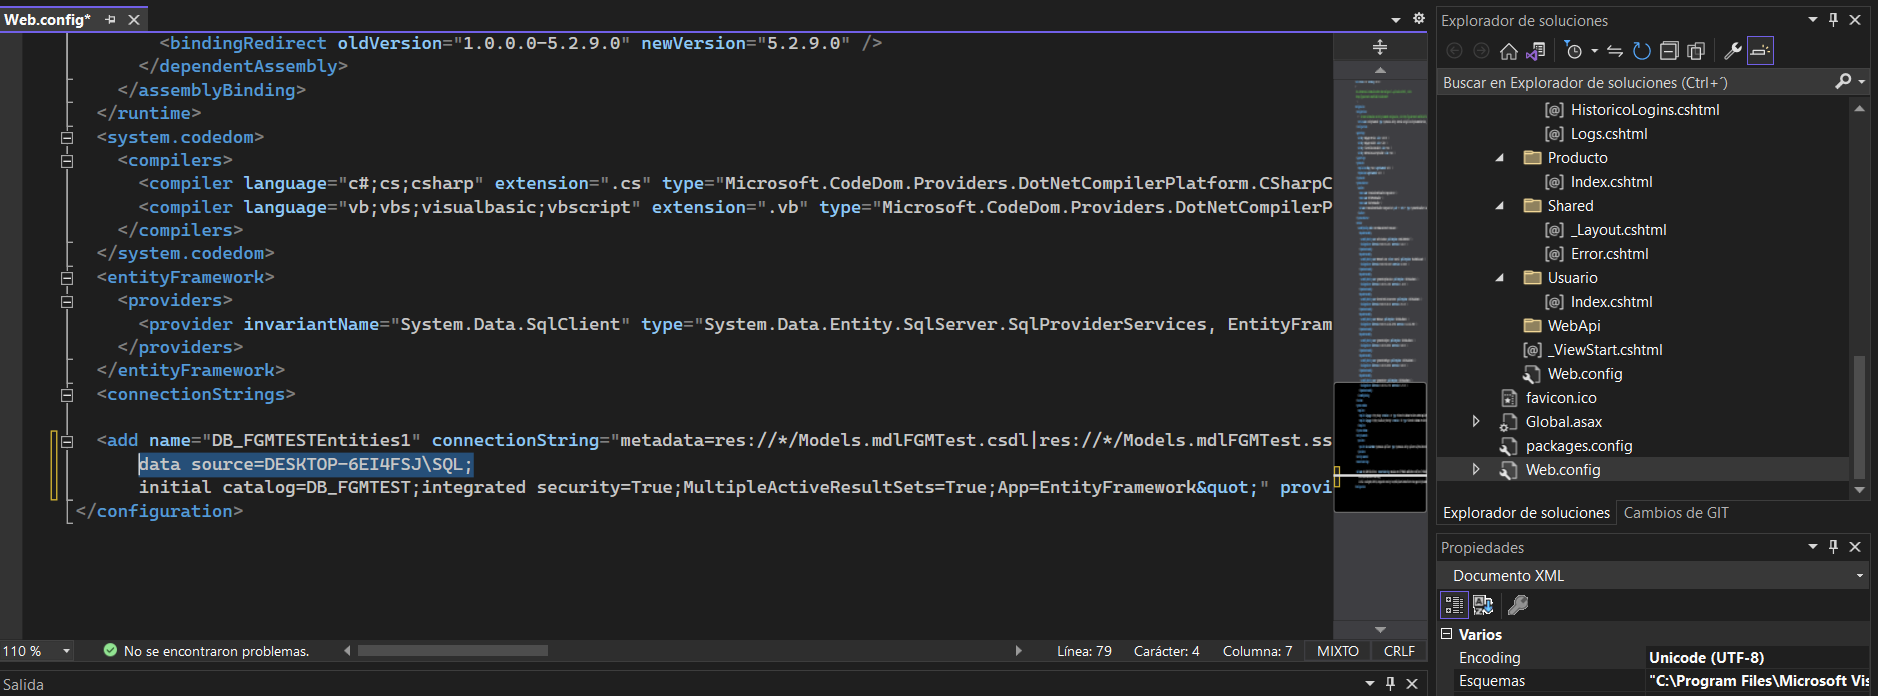 Web.config*
<bindingRedirect oldVersion="1.0.0.0-5.2.9.0" newVersion="5.2.9.0" />
</dependentAssembly>
</assemblyBinding>
</runtime>
<system.codedom>
<compilers>
<compiler language="c#;cs;csharp" extension=".cs" type="Microsoft.CodeDom.Providers.DotNetCompilerPlatform.CSharpC
<compiler language="vb;vbs;visualbasic;vbscript" extension=".vb" type="Microsoft.CodeDom.Providers.DotNetCompilerP
</compilers>
</system.codedom>
<entityFramework>
<providers>
<provider invariantName="System.Data.SqlClient" type="System.Data.Entity.SqlServer.SqlProviderServices, EntityFram
</providers>
</entityFramework>
<connectionStrings>
<add name="DB_FGMTESTEntities1" connectionString="metadata=res://*/Models.mdlFGMTest.csdl|res://*/Models.mdlFGMTest.ss
data source=DESKTOP-6EI4FSJ\SQL;
initial catalog=DB_FGMTEST;integrated security=True;MultipleActiveResultSets=True;App=EntityFramework&quot;" provi
</configuration>
110 %
No se encontraron problemas.
Línea: 79
Carácter: 4
Columna: 7
MIXTO
CRLF
Salida
Explorador de soluciones
Buscar en Explorador de soluciones (Ctrl+´)
HistoricoLogins.cshtml
Logs.cshtml
Producto
Index.cshtml
Shared
_Layout.cshtml
Error.cshtml
Usuario
Index.cshtml
WebApi
_ViewStart.cshtml
Web.config
favicon.ico
Global.asax
packages.config
Web.config
Explorador de soluciones
Cambios de GIT
Propiedades
Documento XML
Varios
Encoding
Unicode (UTF-8)
Esquemas
"C:\Program Files\Microsoft Vis